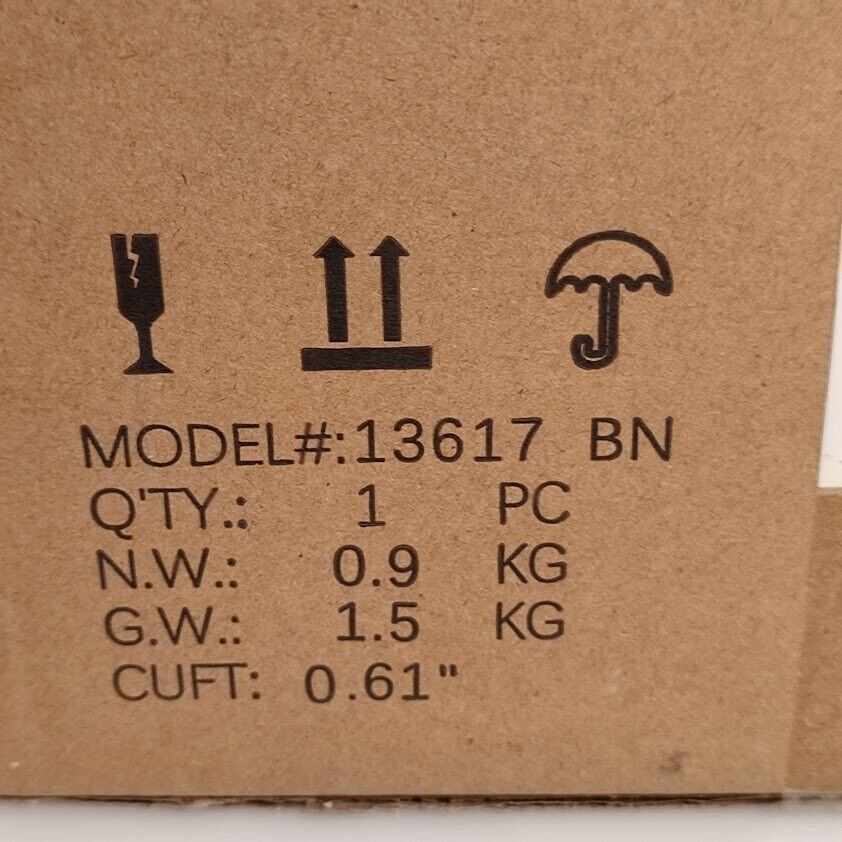 MODEL#:13617 BN
Q'TY.: 1 PC
N.W.: 0.9 KG
G.W.: 1.5 KG
CUFT: 0.61"